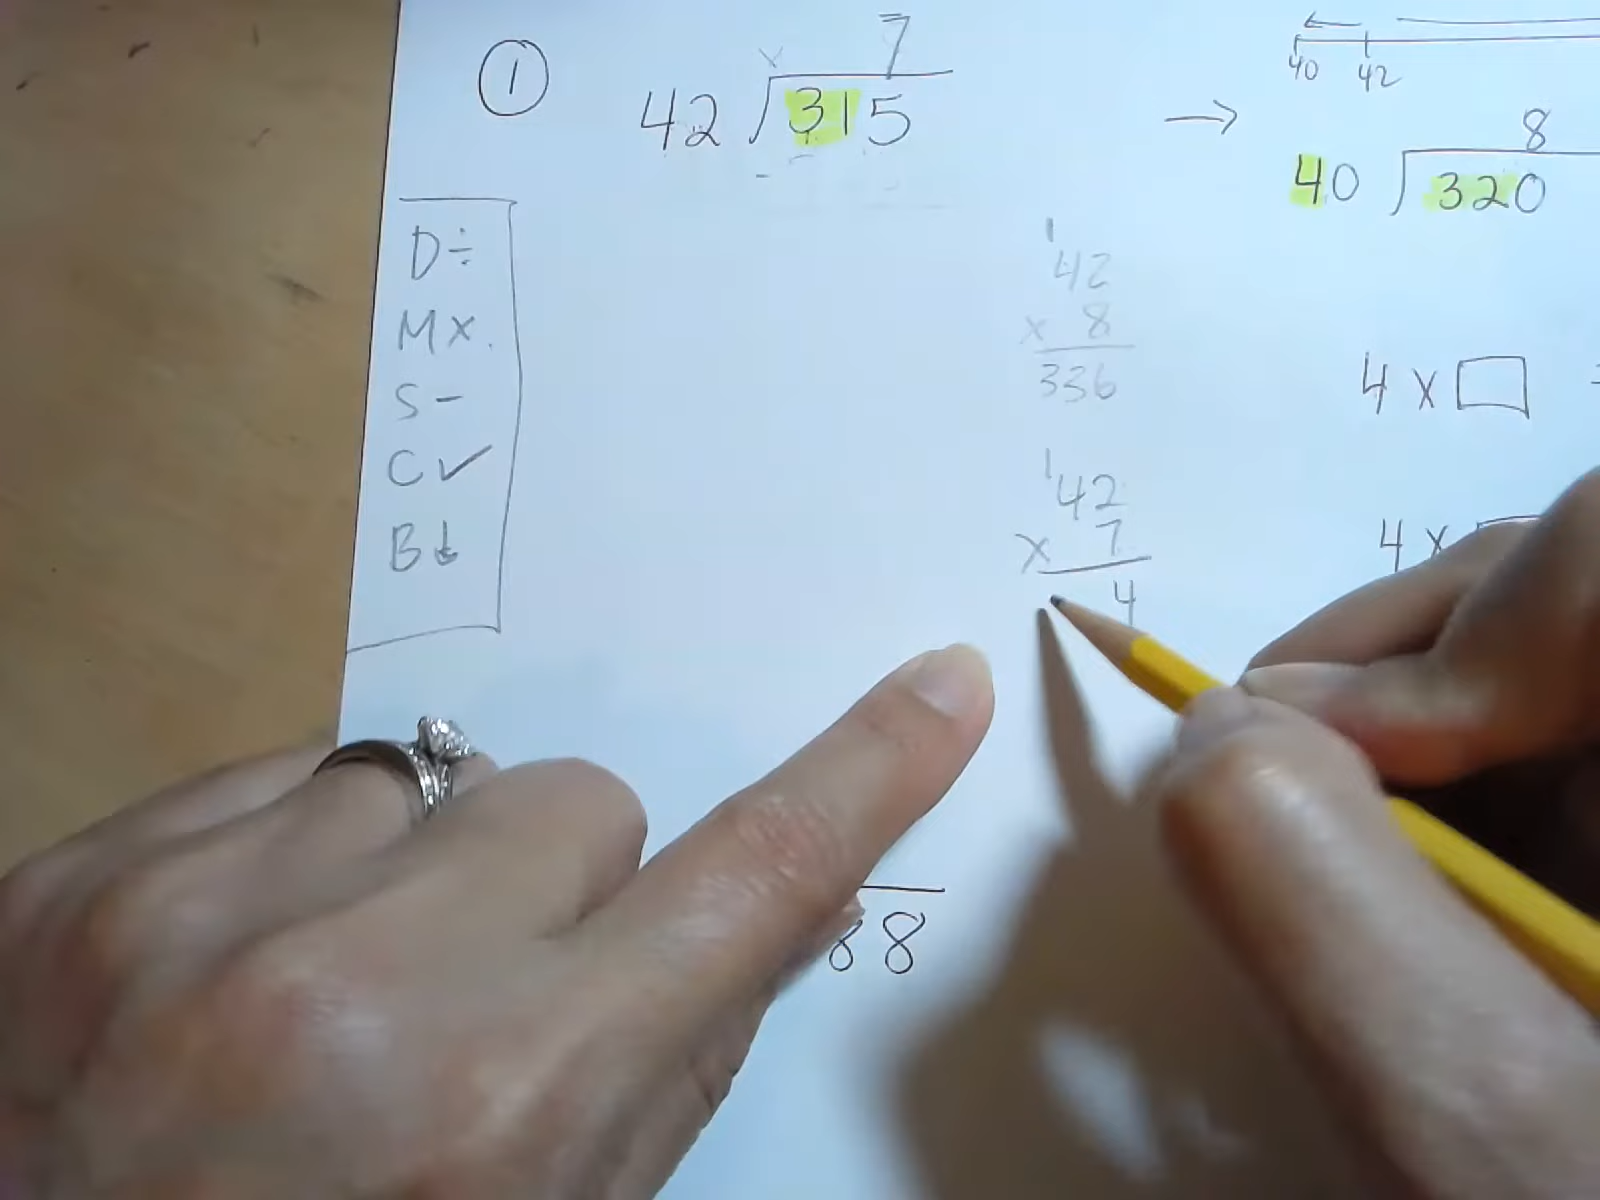 1
7
x
42 ) 315
40 42
→
8
40 ) 320
D ÷
M x
S -
C ✓
B ↓
1
42
x 8
336
4 x □
1
42
x 7
4
4 x
88